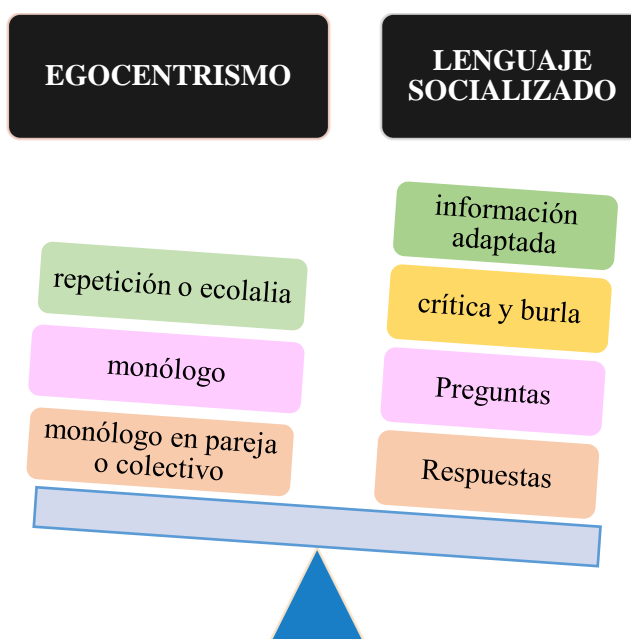 EGOCENTRISMO
LENGUAJE
SOCIALIZADO
repetición o ecolalia
monólogo
monólogo en pareja
o colectivo
información
adaptada
crítica y burla
Preguntas
Respuestas